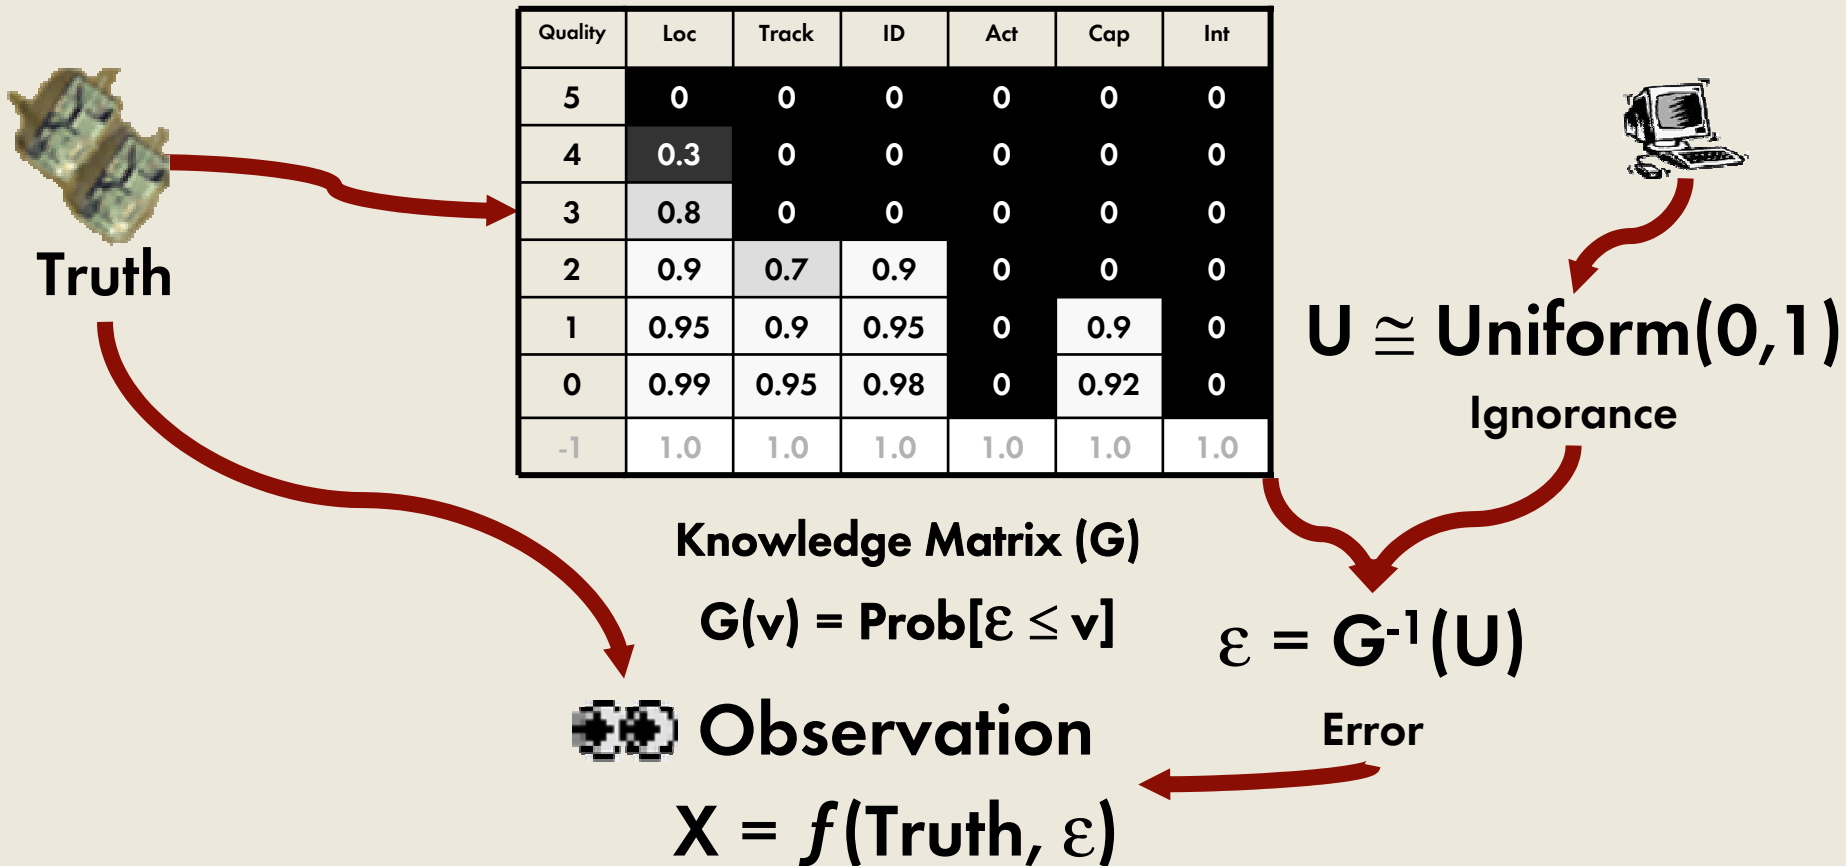 Quality Loc Track ID Act Cap Int
5 0 0 0 0 0 0
4 0.3 0 0 0 0 0
3 0.8 0 0 0 0 0
2 0.9 0.7 0.9 0 0 0
1 0.95 0.9 0.95 0 0.9 0
0 0.99 0.95 0.98 0 0.92 0
-1 1.0 1.0 1.0 1.0 1.0 1.0
Truth
U ≅ Uniform(0,1)
Ignorance
Knowledge Matrix (G)
G(v) = Prob[ε ≤ v]
ε = G⁻¹(U)
Error
Observation
X = f(Truth, ε)